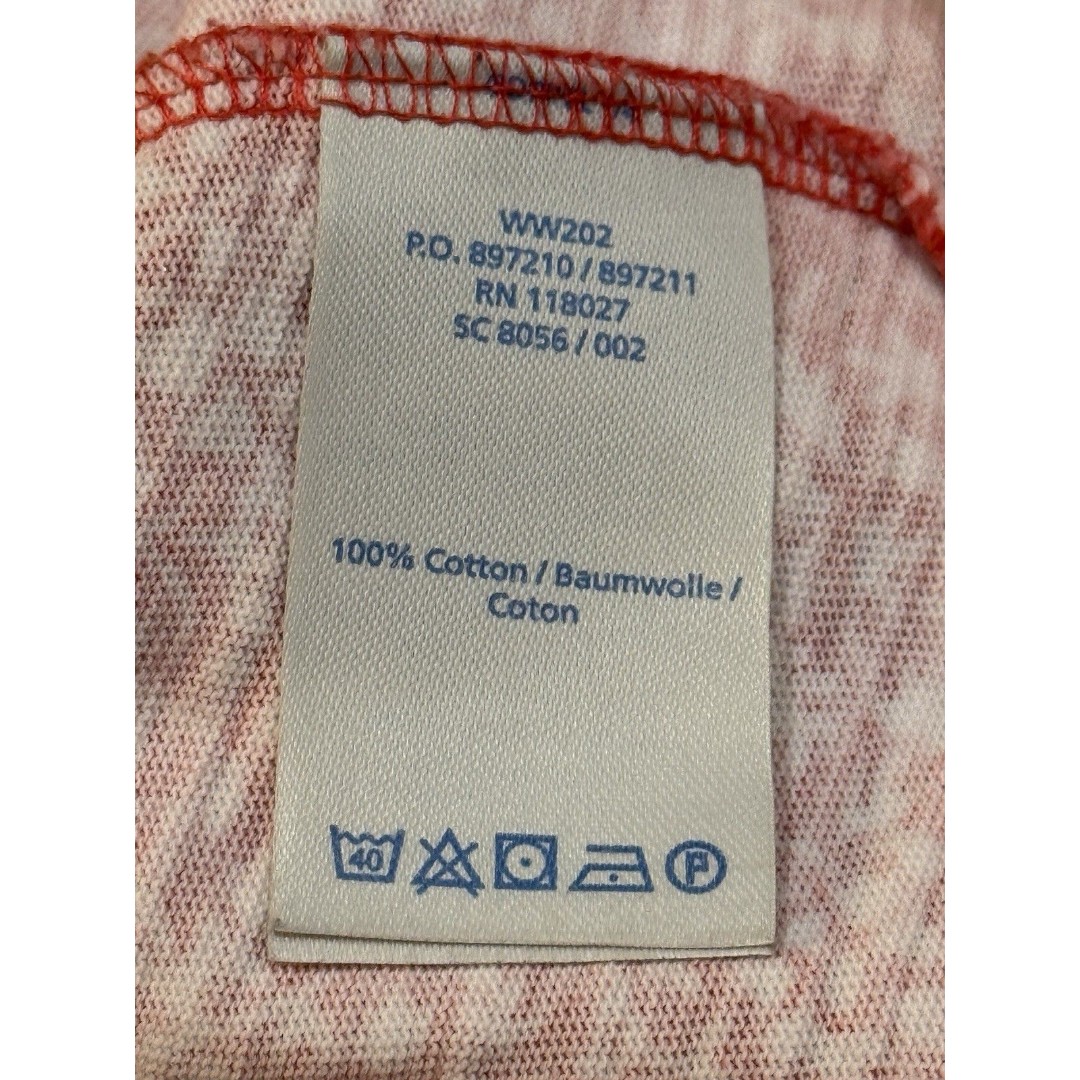 WW202
P.O. 897210 / 897211
RN 118027
SC 8056 / 002
100% Cotton / Baumwolle /
Coton
40
P